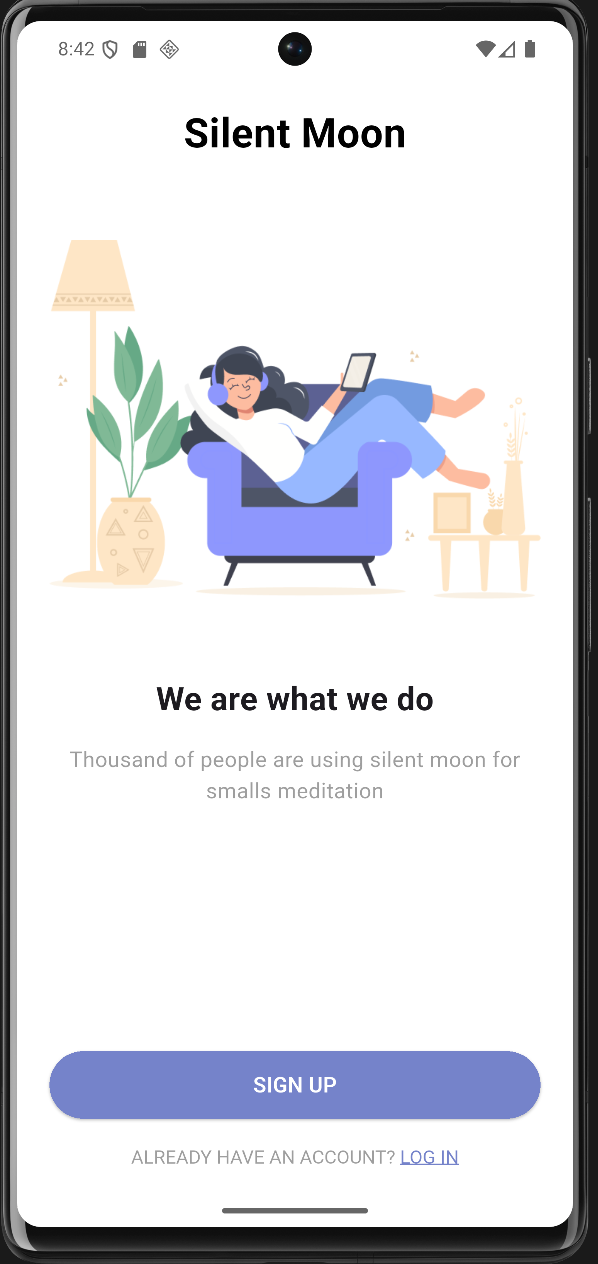 8:42
Silent Moon
We are what we do
Thousand of people are using silent moon for
smalls meditation
SIGN UP
ALREADY HAVE AN ACCOUNT? LOG IN